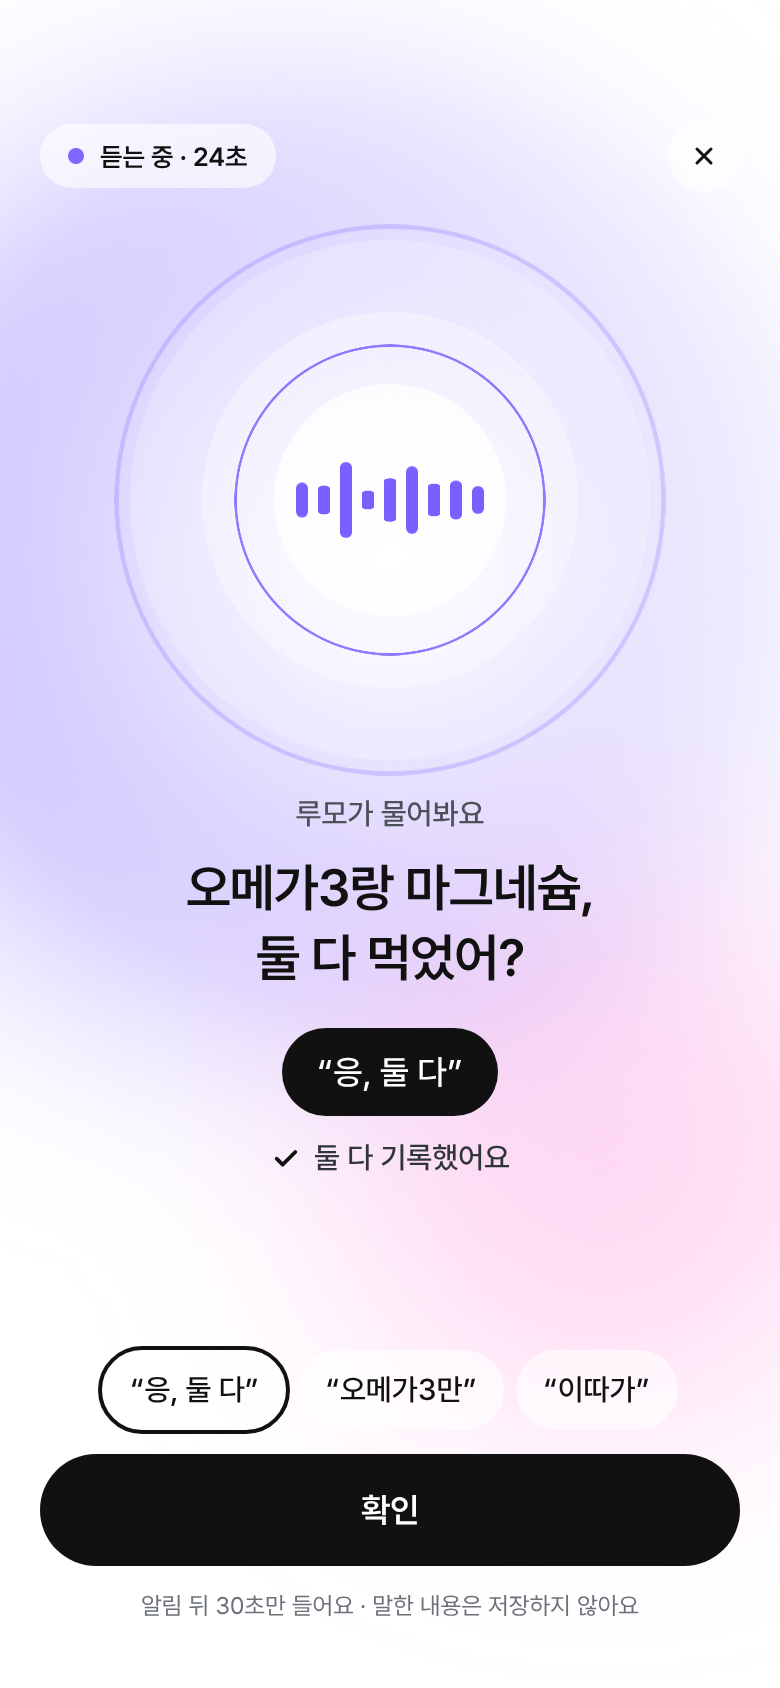 듣는 중 · 24초
루모가 물어봐요
오메가3랑 마그네슘,
둘 다 먹었어?
“응, 둘 다”
둘 다 기록했어요
“응, 둘 다” “오메가3만” “이따가”
확인
알림 뒤 30초만 들어요 · 말한 내용은 저장하지 않아요